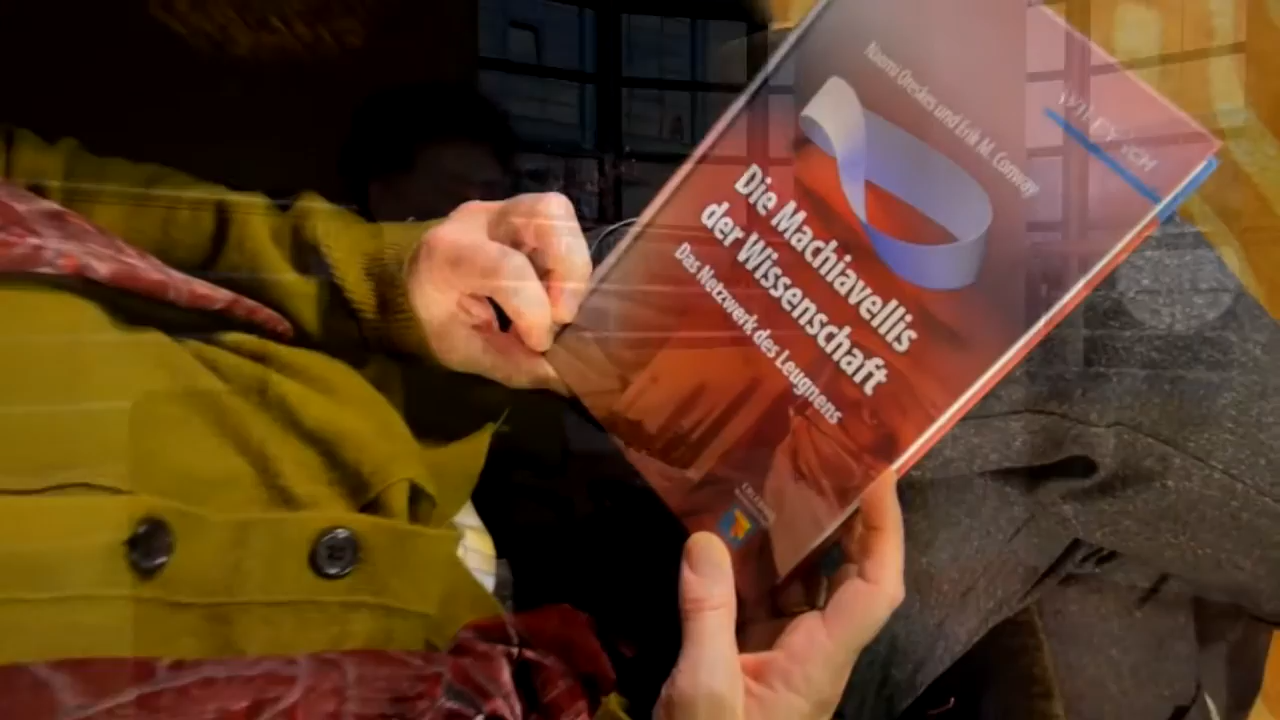 Naomi Oreskes und Erik M. Conway
WILEY-VCH
Die Machiavellis
der Wissenschaft
Das Netzwerk des Leugnens